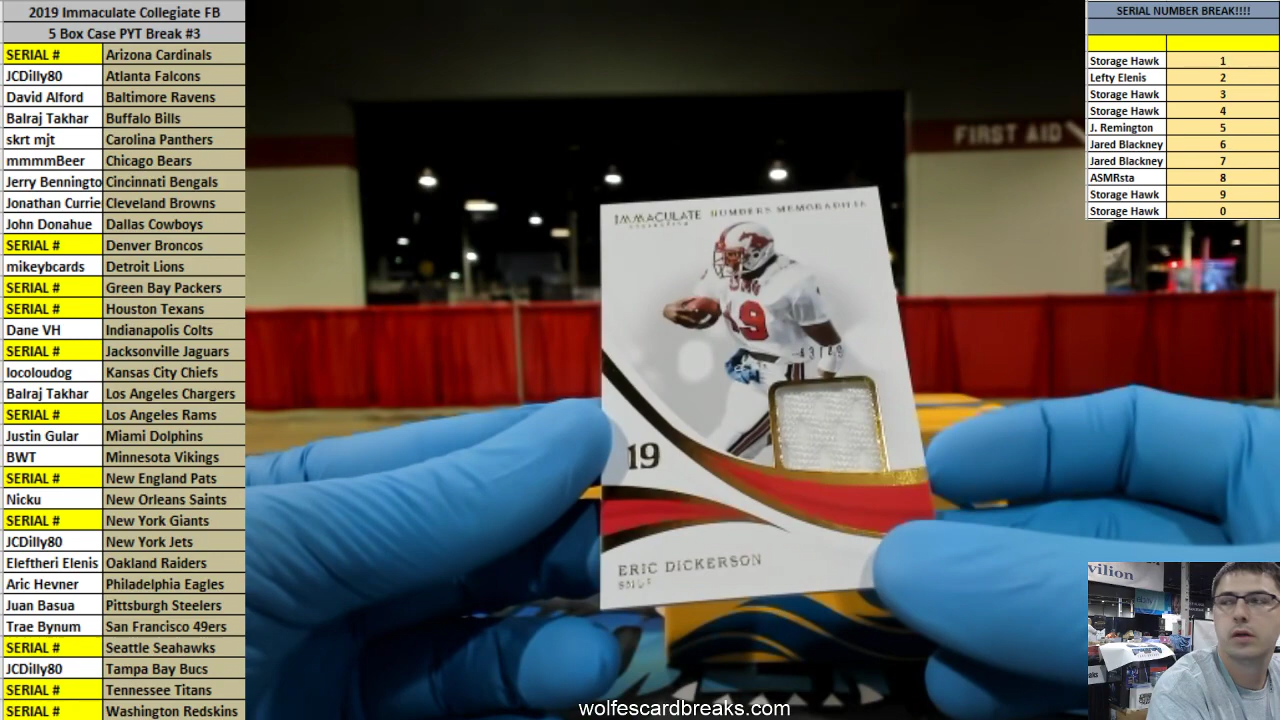 2019 Immaculate Collegiate FB
5 Box Case PYT Break #3
SERIAL # Arizona Cardinals
JCDilly80 Atlanta Falcons
David Alford Baltimore Ravens
Balraj Takhar Buffalo Bills
skrt mjt Carolina Panthers
mmmmBeer Chicago Bears
Jerry Benningto Cincinnati Bengals
Jonathan Currie Cleveland Browns
John Donahue Dallas Cowboys
SERIAL # Denver Broncos
mikeybcards Detroit Lions
SERIAL # Green Bay Packers
SERIAL # Houston Texans
Dane VH Indianapolis Colts
SERIAL # Jacksonville Jaguars
locoloudog Kansas City Chiefs
Balraj Takhar Los Angeles Chargers
SERIAL # Los Angeles Rams
Justin Gular Miami Dolphins
BWT Minnesota Vikings
SERIAL # New England Pats
Nicku New Orleans Saints
SERIAL # New York Giants
JCDilly80 New York Jets
Eleftheri Elenis Oakland Raiders
Aric Hevner Philadelphia Eagles
Juan Basua Pittsburgh Steelers
Trae Bynum San Francisco 49ers
SERIAL # Seattle Seahawks
JCDilly80 Tampa Bay Bucs
SERIAL # Tennessee Titans
SERIAL # Washington Redskins
FIRST AID
IMMACULATE NUMBERS MEMORABILIA
COLLECTION
19
19
ERIC DICKERSON
SMU
wolfescardbreaks.com
SERIAL NUMBER BREAK!!!!
Storage Hawk 1
Lefty Elenis 2
Storage Hawk 3
Storage Hawk 4
J. Remington 5
Jared Blackney 6
Jared Blackney 7
ASMRsta 8
Storage Hawk 9
Storage Hawk 0
vilion